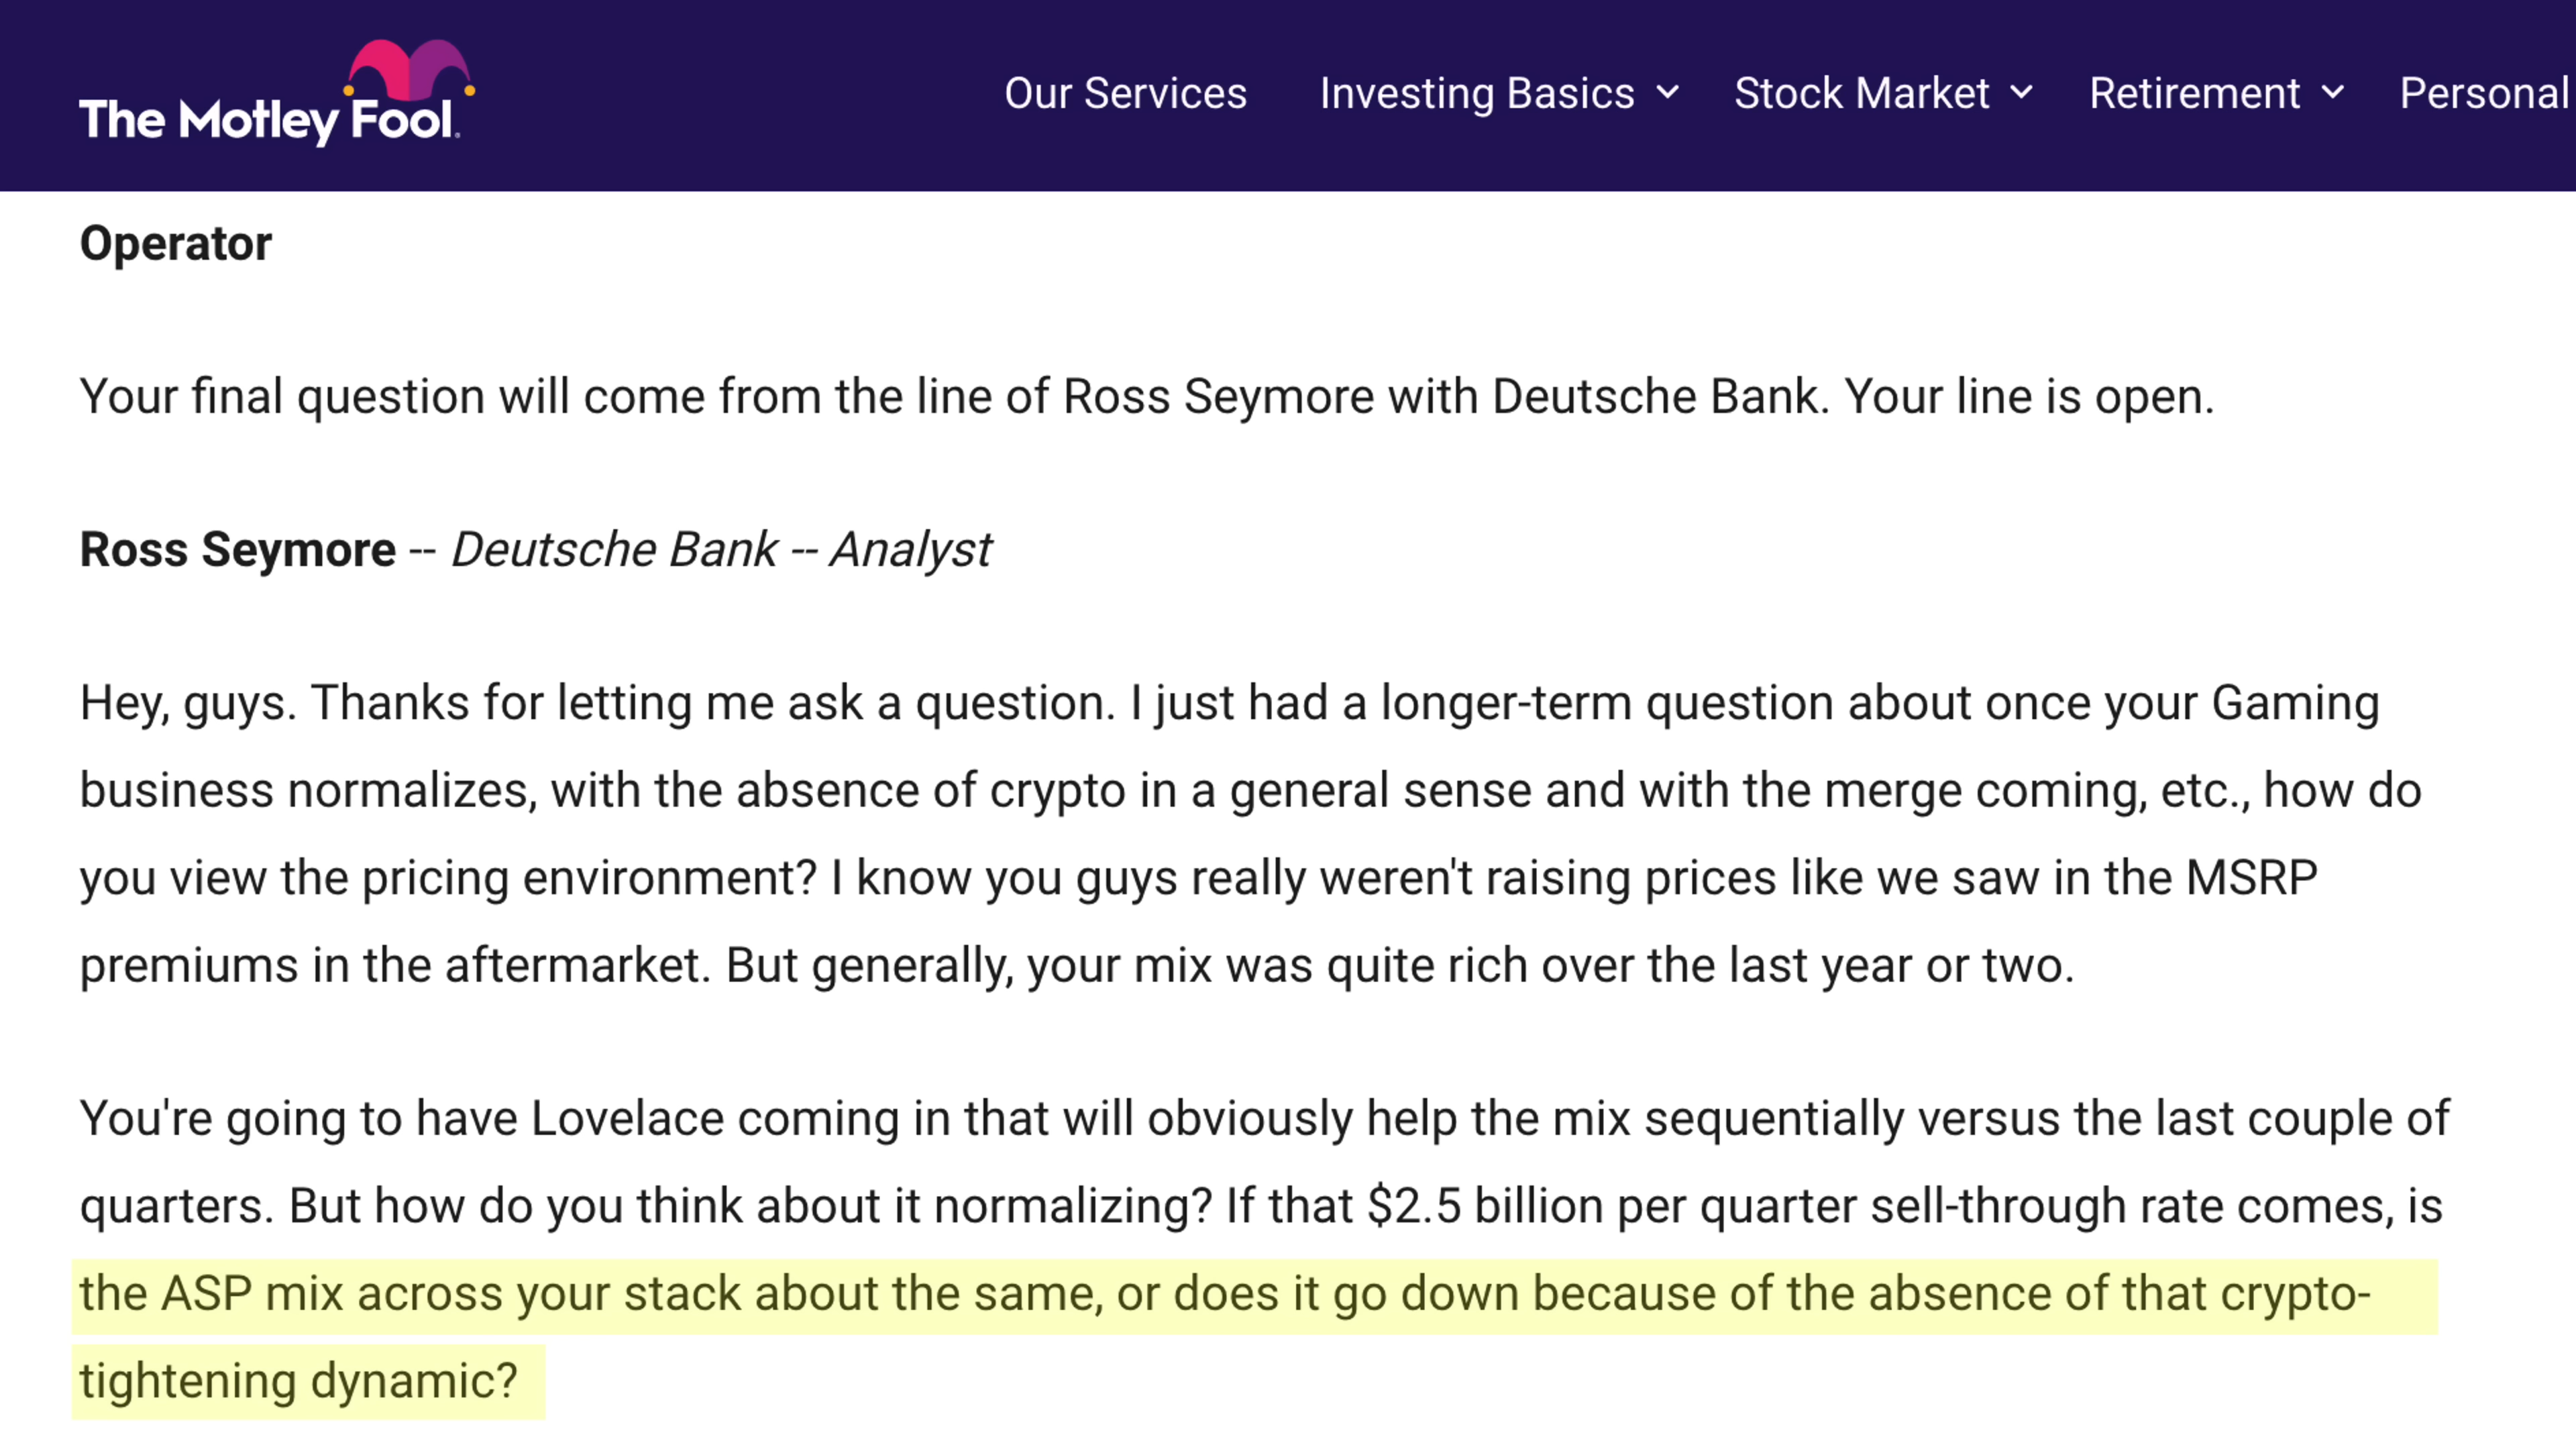 The Motley Fool.
Our Services Investing Basics Stock Market Retirement Personal
Operator
Your final question will come from the line of Ross Seymore with Deutsche Bank. Your line is open.
Ross Seymore -- Deutsche Bank -- Analyst
Hey, guys. Thanks for letting me ask a question. I just had a longer-term question about once your Gaming
business normalizes, with the absence of crypto in a general sense and with the merge coming, etc., how do
you view the pricing environment? I know you guys really weren't raising prices like we saw in the MSRP
premiums in the aftermarket. But generally, your mix was quite rich over the last year or two.
You're going to have Lovelace coming in that will obviously help the mix sequentially versus the last couple of
quarters. But how do you think about it normalizing? If that $2.5 billion per quarter sell-through rate comes, is
the ASP mix across your stack about the same, or does it go down because of the absence of that crypto-
tightening dynamic?